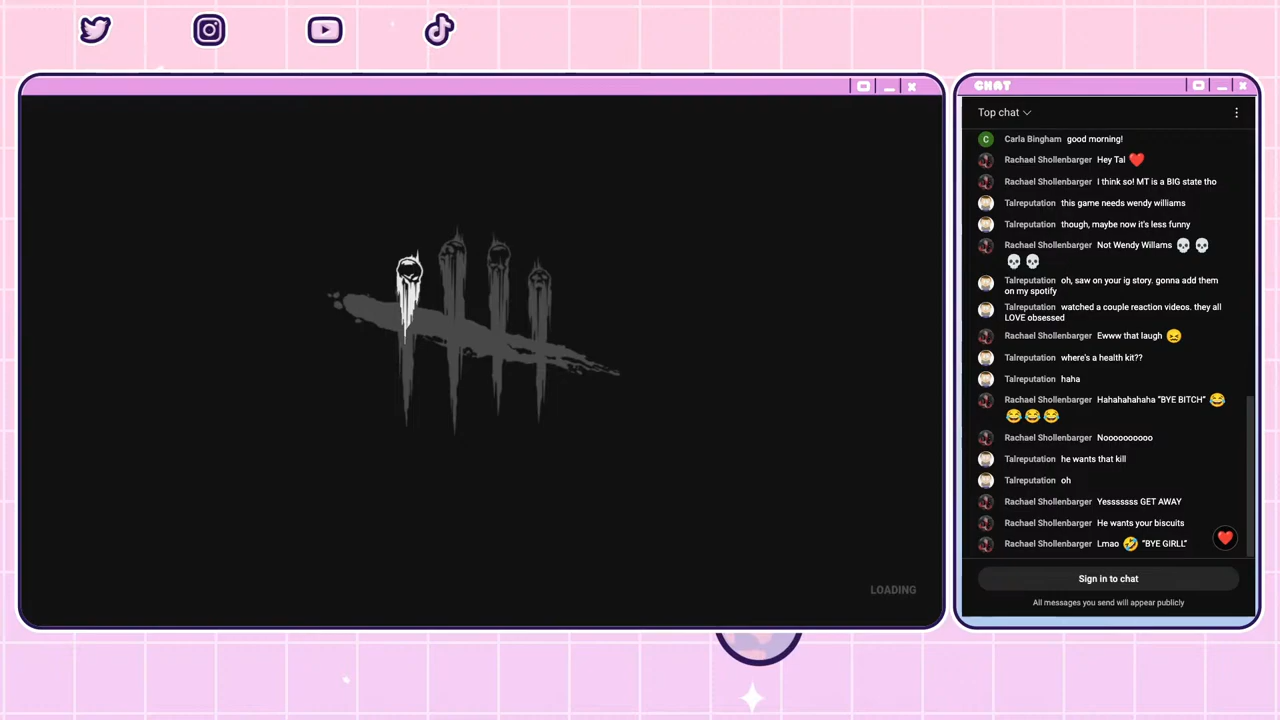 CHAT
Top chat
C Carla Bingham good morning!
Rachael Shollenbarger Hey Tal ❤️
Rachael Shollenbarger I think so! MT is a BIG state tho
Talreputation this game needs wendy williams
Talreputation though, maybe now it's less funny
Rachael Shollenbarger Not Wendy Willams 💀 💀
💀 💀
Talreputation oh, saw on your ig story. gonna add them
on my spotify
Talreputation watched a couple reaction videos. they all
LOVE obsessed
Rachael Shollenbarger Ewww that laugh 😣
Talreputation where's a health kit??
Talreputation haha
Rachael Shollenbarger Hahahahahaha “BYE BITCH” 😂
😂 😂 😂
Rachael Shollenbarger Noooooooooo
Talreputation he wants that kill
Talreputation oh
Rachael Shollenbarger Yesssssss GET AWAY
Rachael Shollenbarger He wants your biscuits
Rachael Shollenbarger Lmao 🤣 “BYE GIRLL”
Sign in to chat
All messages you send will appear publicly
LOADING